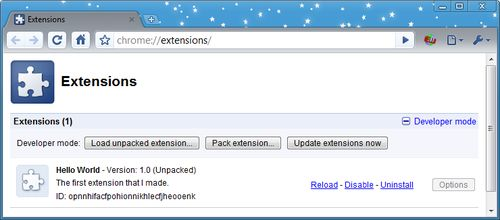 Extensions
chrome://extensions/
Extensions
Extensions (1)
Developer mode
Developer mode: Load unpacked extension... Pack extension... Update extensions now
Hello World - Version: 1.0 (Unpacked)
The first extension that I made.
Reload - Disable - Uninstall Options
ID: opnnhifacfpohionnikhlecfjheooenk